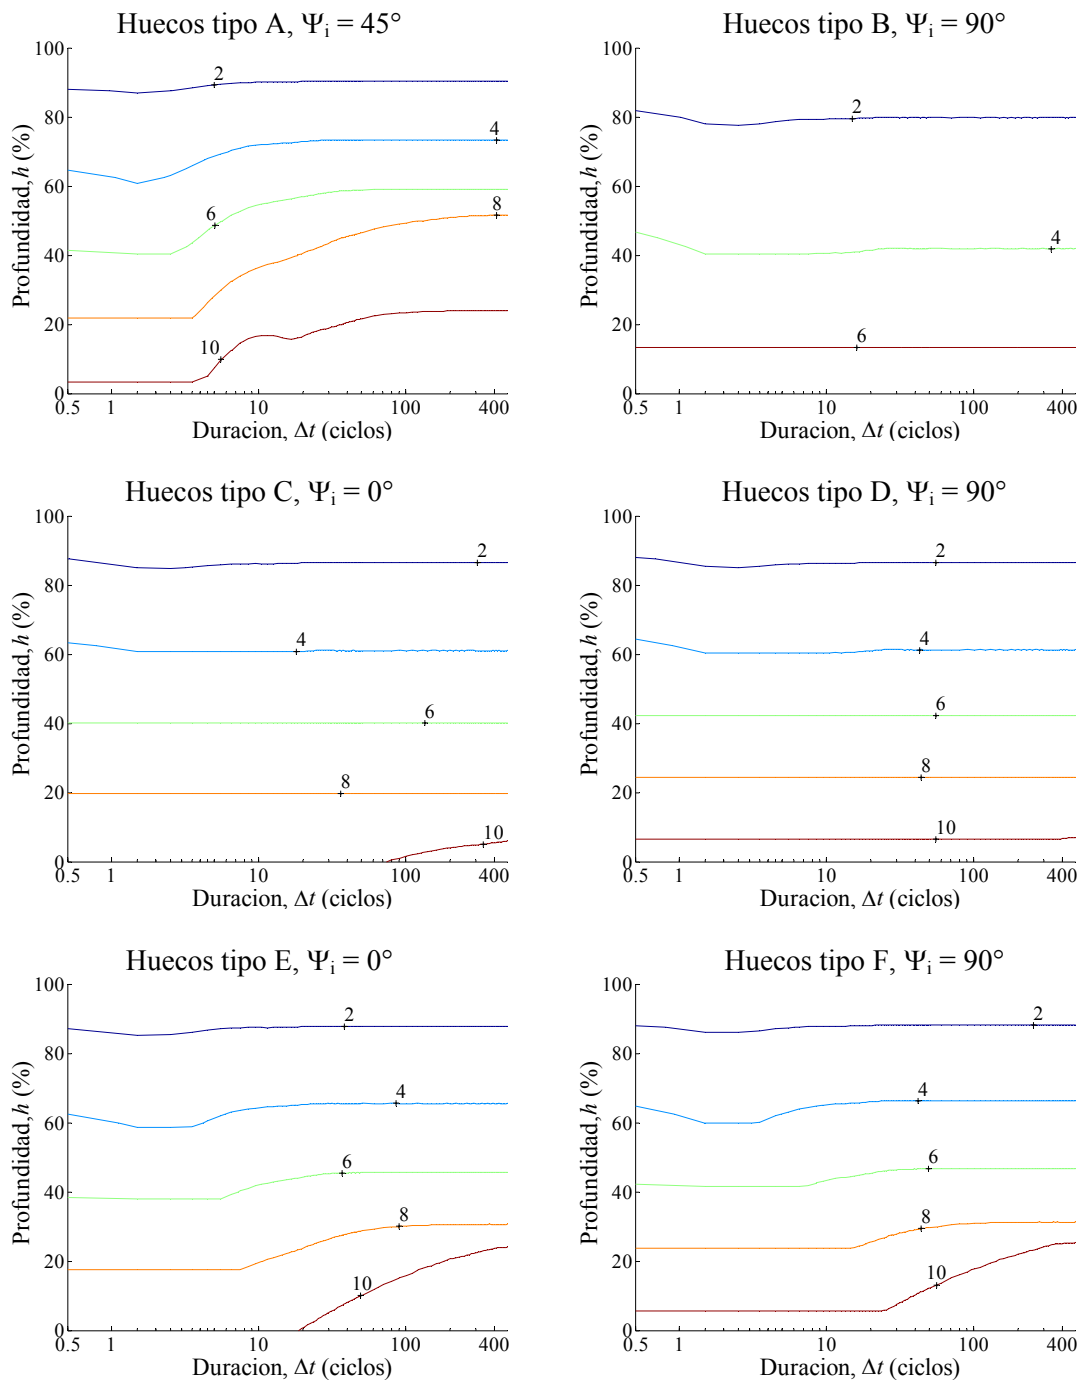 Huecos tipo A, Ψi = 45°
100
80
60
40
20
0
Profundidad, h (%)
2
4
6
8
10
0.5 1 10 100 400
Duracion, Δt (ciclos)
Huecos tipo B, Ψi = 90°
100
80
60
40
20
0
Profundidad, h (%)
2
4
6
0.5 1 10 100 400
Duracion, Δt (ciclos)
Huecos tipo C, Ψi = 0°
100
80
60
40
20
0
Profundidad, h (%)
2
4
6
8
10
0.5 1 10 100 400
Duracion, Δt (ciclos)
Huecos tipo D, Ψi = 90°
100
80
60
40
20
0
Profundidad, h (%)
2
4
6
8
10
0.5 1 10 100 400
Duracion, Δt (ciclos)
Huecos tipo E, Ψi = 0°
100
80
60
40
20
0
Profundidad, h (%)
2
4
6
8
10
0.5 1 10 100 400
Duracion, Δt (ciclos)
Huecos tipo F, Ψi = 90°
100
80
60
40
20
0
Profundidad, h (%)
2
4
6
8
10
0.5 1 10 100 400
Duracion, Δt (ciclos)